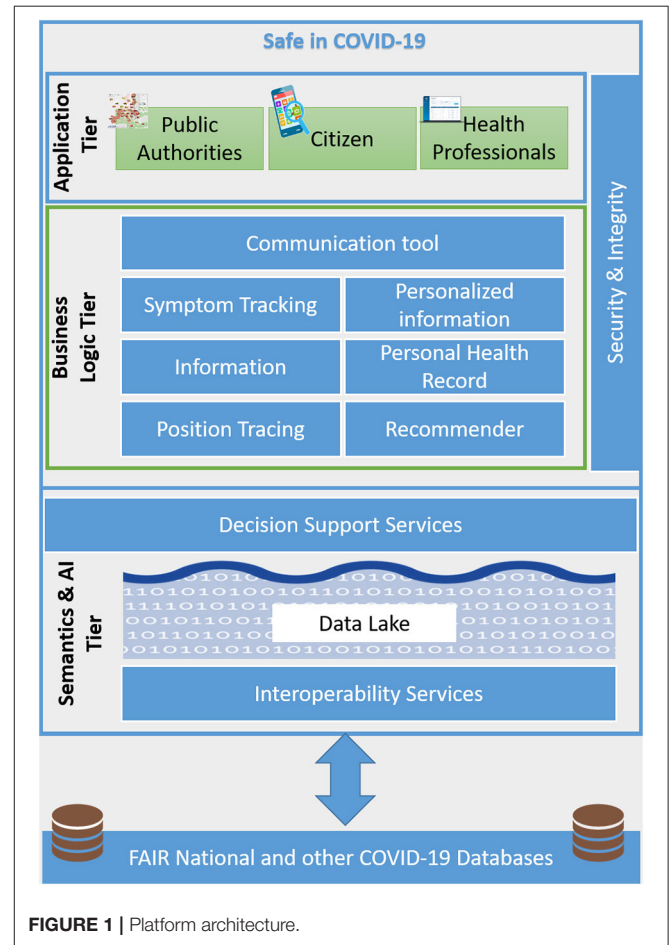 Safe in COVID-19
Application
Tier
Public
Authorities
Citizen
Health
Professionals
Security & Integrity
Business
Logic Tier
Communication tool
Symptom Tracking
Personalized
information
Information
Personal Health
Record
Position Tracing
Recommender
Semantics & AI
Tier
Decision Support Services
Data Lake
Interoperability Services
FAIR National and other COVID-19 Databases
FIGURE 1 | Platform architecture.